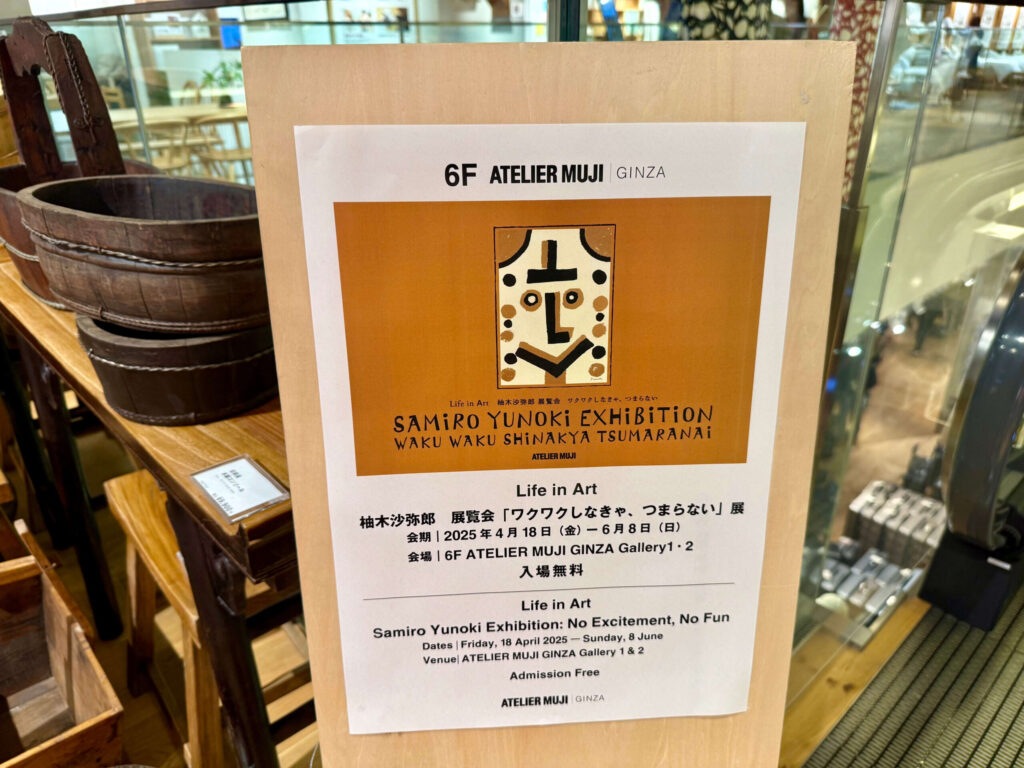 6F ATELIER MUJI | GINZA
Life in Art 柚木沙弥郎 展覧会 ワクワクしなきゃ、つまらない
SAMIRO YUNOKI EXHIBITION
WAKU WAKU SHINAKYA TSUMARANAI
ATELIER MUJI
Life in Art
柚木沙弥郎 展覧会「ワクワクしなきゃ、つまらない」展
会期 | 2025年4月18日（金）ー6月8日（日）
会場 | 6F ATELIER MUJI GINZA Gallery1・2
入場無料
Life in Art
Samiro Yunoki Exhibition: No Excitement, No Fun
Dates | Friday, 18 April 2025 — Sunday, 8 June
Venue| ATELIER MUJI GINZA Gallery 1 & 2
Admission Free
ATELIER MUJI | GINZA